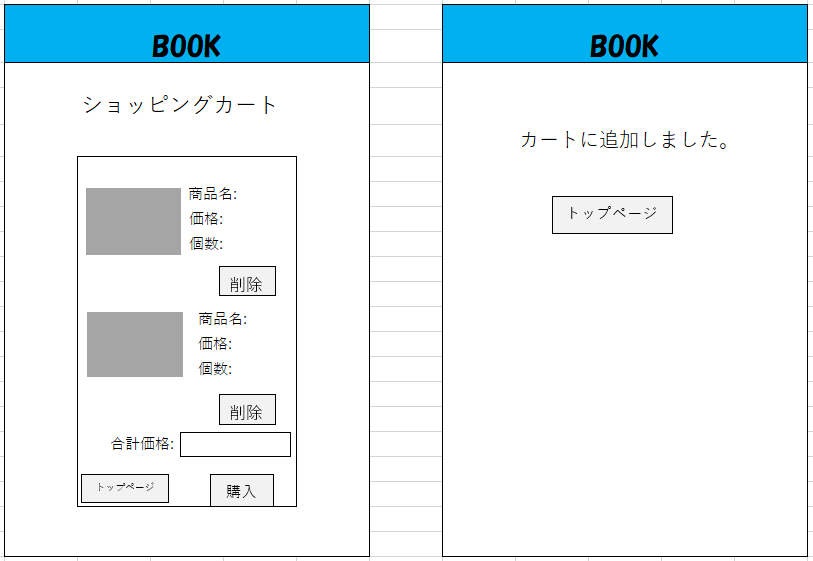 BOOK
ショッピングカート
商品名:
価格:
個数:
削除
商品名:
価格:
個数:
削除
合計価格:
トップページ
購入
BOOK
カートに追加しました。
トップページ